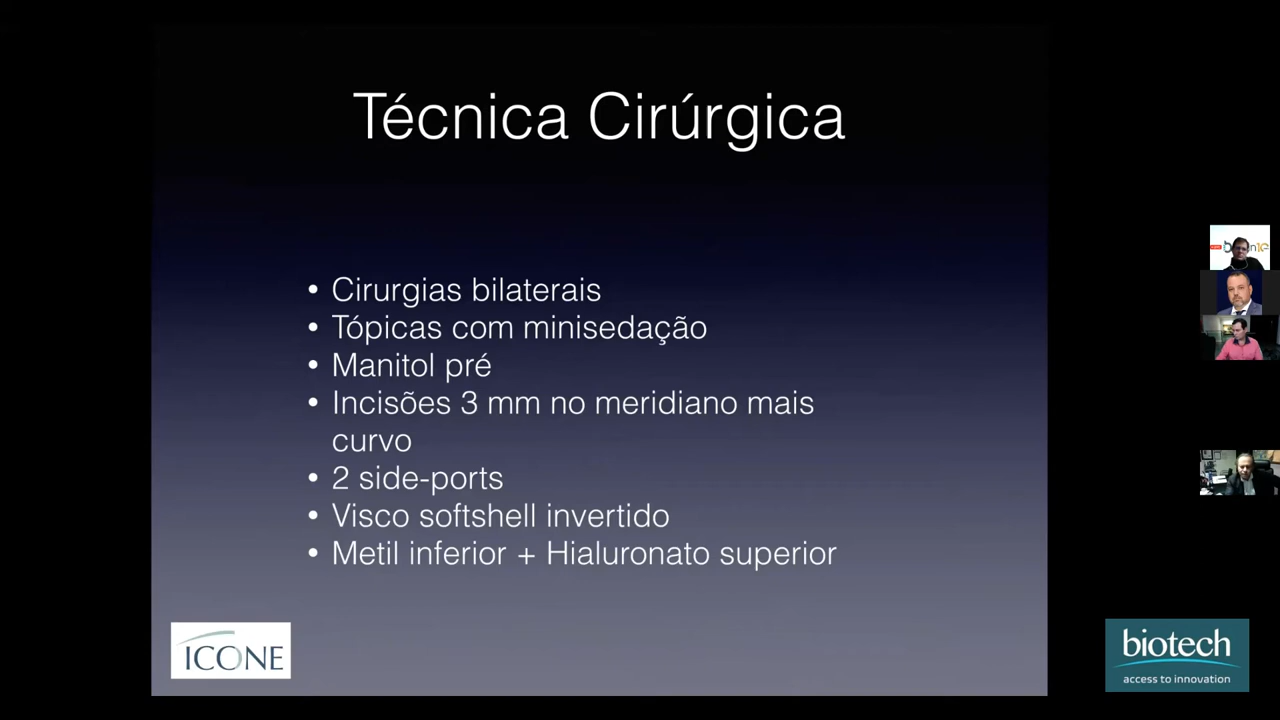 Técnica Cirúrgica
• Cirurgias bilaterais
• Tópicas com minisedação
• Manitol pré
• Incisões 3 mm no meridiano mais
curvo
• 2 side-ports
• Visco softshell invertido
• Metil inferior + Hialuronato superior
ICONE
biotech
access to innovation